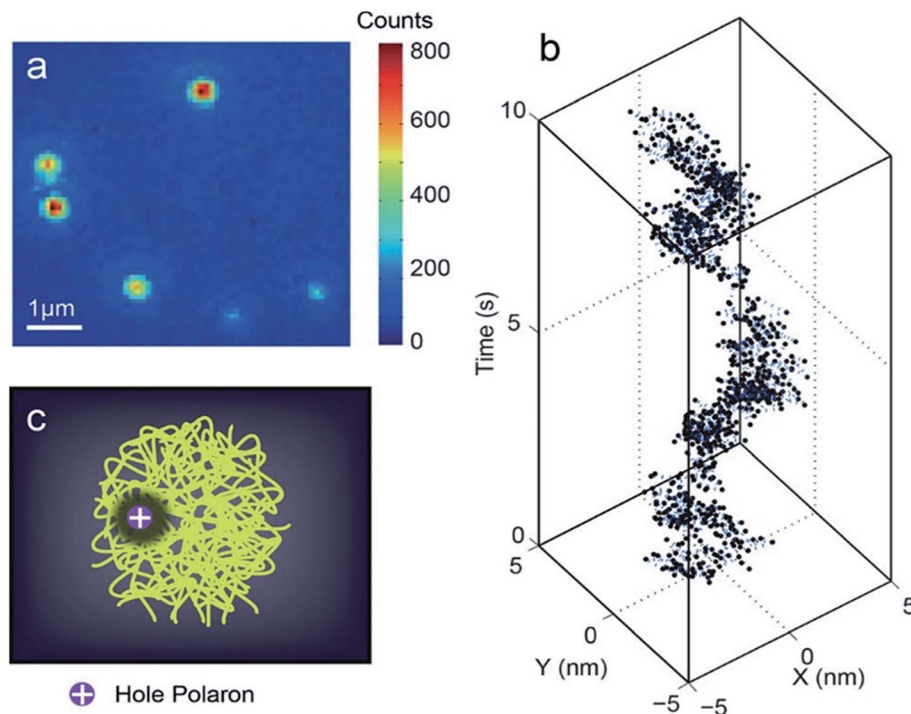 Counts
a
800
600
400
200
0
1μm
b
10
5
0
Time (s)
5
0
−5
Y (nm)
−5
0
5
X (nm)
c
+
+ Hole Polaron